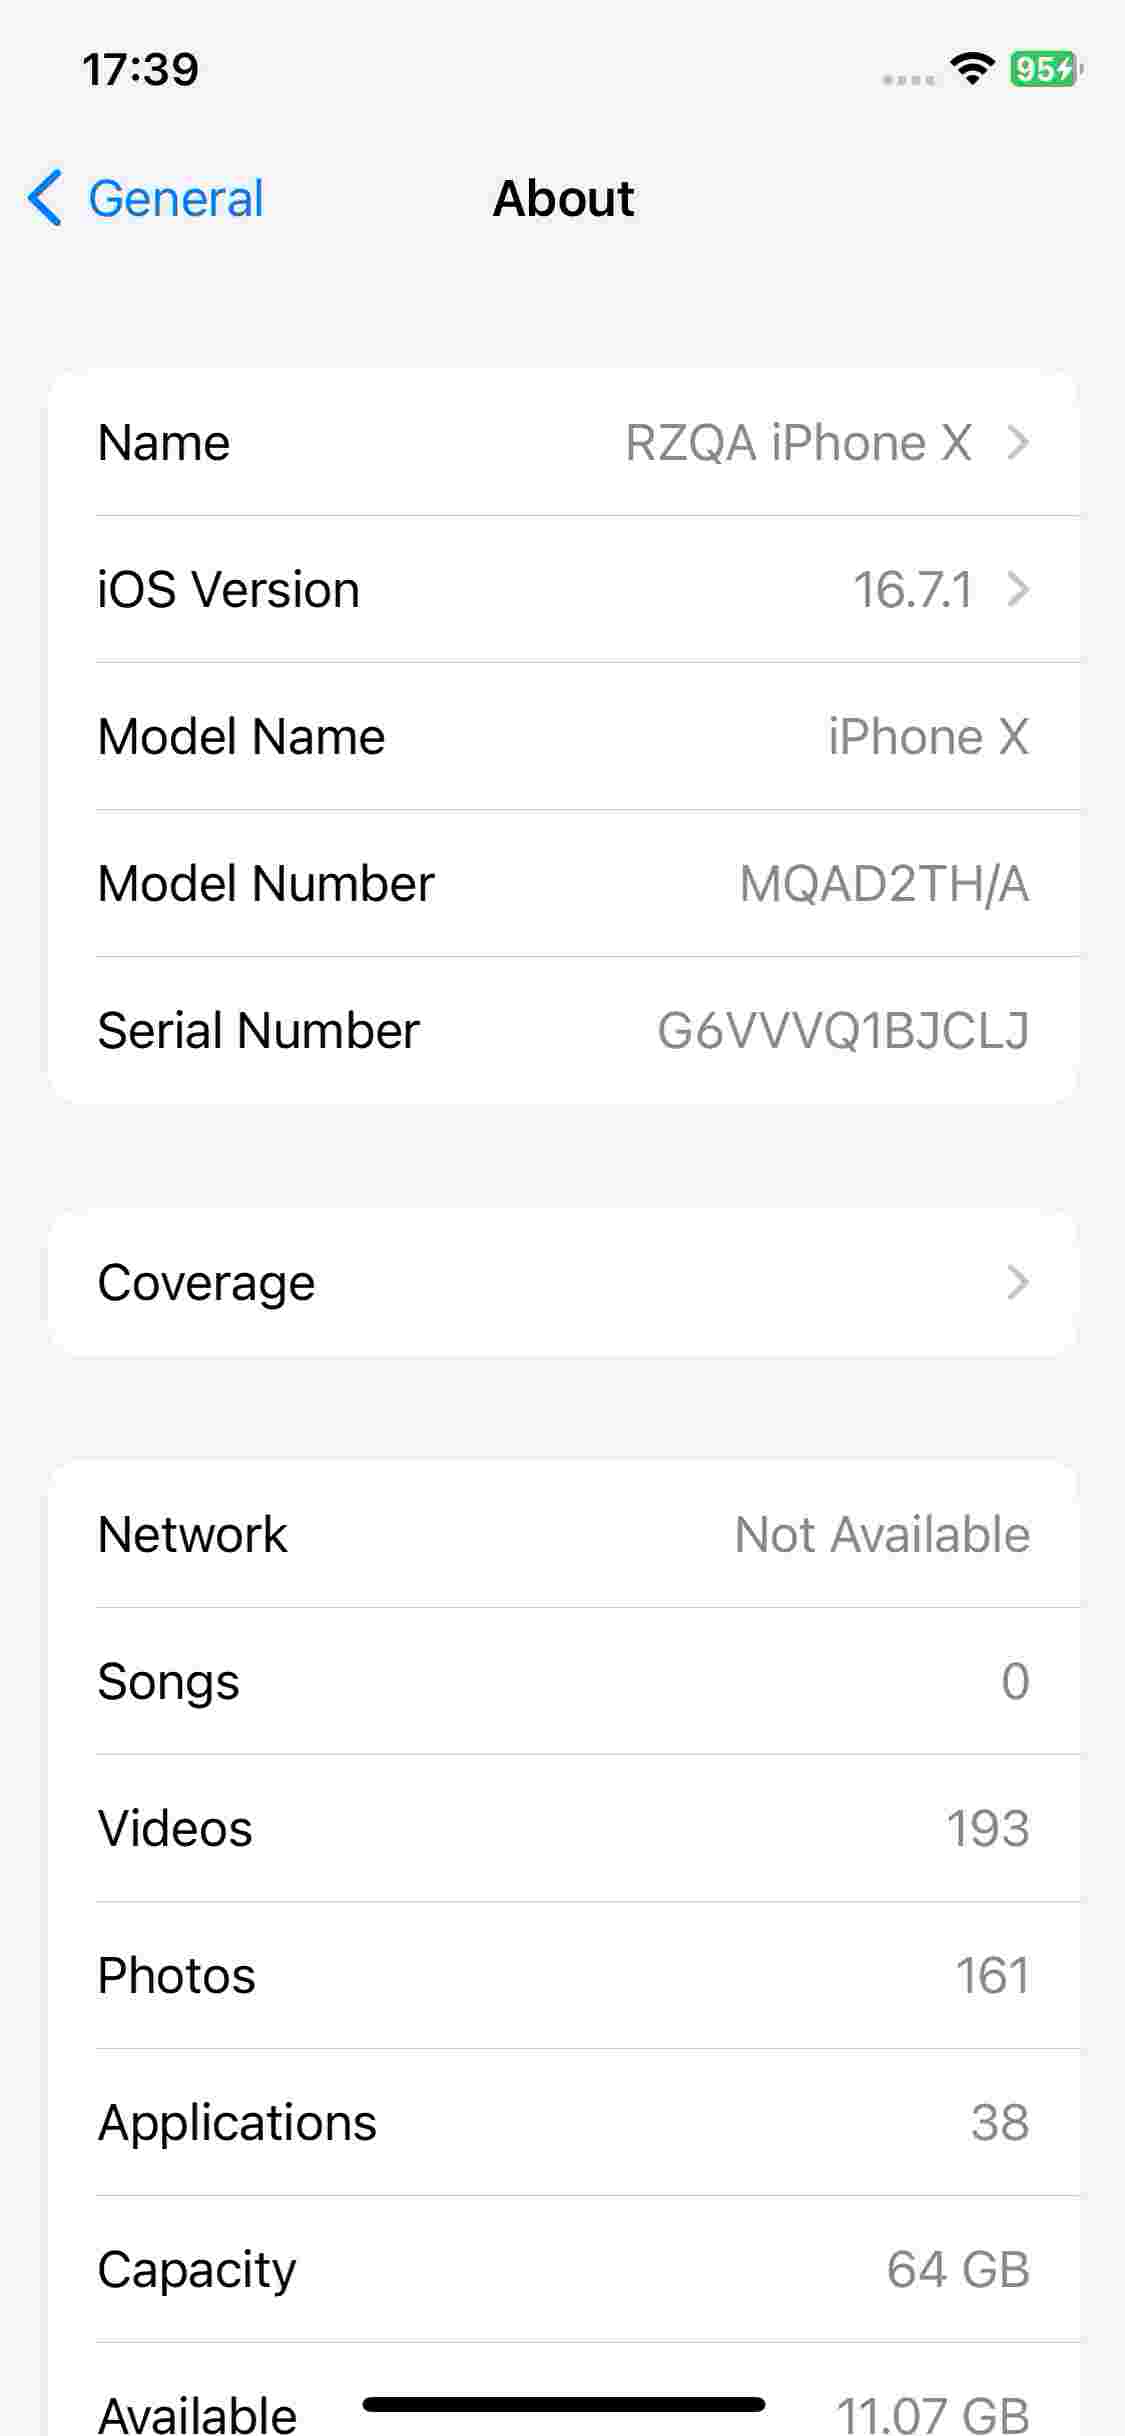 17:39
95
General
About
Name RZQA iPhone X
iOS Version 16.7.1
Model Name iPhone X
Model Number MQAD2TH/A
Serial Number G6VVVQ1BJCLJ
Coverage
Network Not Available
Songs 0
Videos 193
Photos 161
Applications 38
Capacity 64 GB
Available 11.07 GB